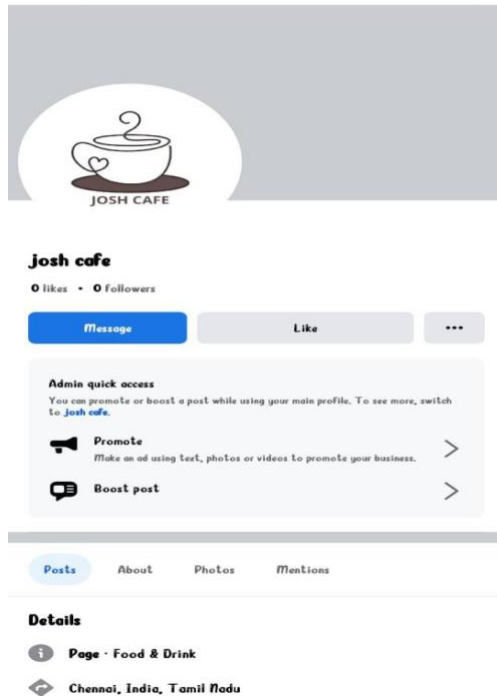 JOSH CAFE
josh cafe
0 likes • 0 followers
Message
Like
Admin quick access
You can promote or boost a post while using your main profile. To see more, switch
to josh cafe.
Promote
Make an ad using text, photos or videos to promote your business.
Boost post
Posts
About
Photos
Mentions
Details
Page · Food & Drink
Chennai, India, Tamil Nadu